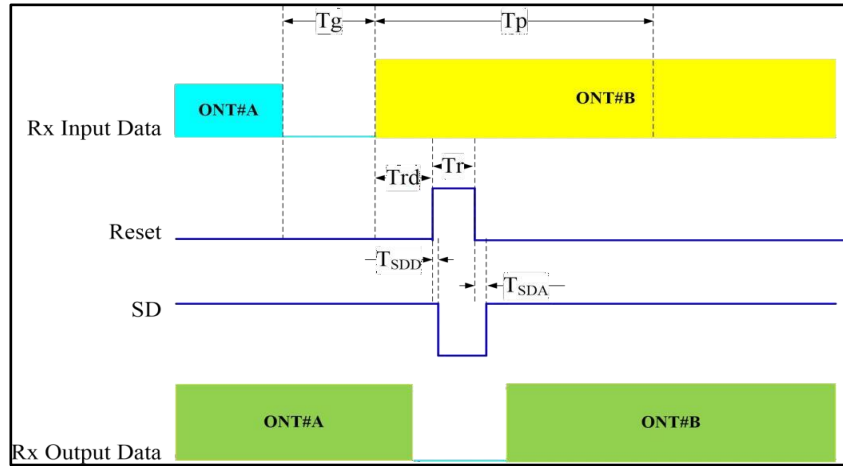 Tg
Tp
ONT#A
ONT#B
Rx Input Data
Trd
Tr
Reset
TSDD
TSDA
SD
ONT#A
ONT#B
Rx Output Data